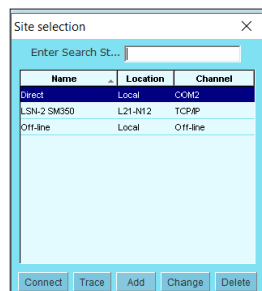 Site selection
Enter Search St...
Name Location Channel
Direct Local COM2
LSN-2 SM350 L21-N12 TCP/IP
Off-line Local Off-line
Connect Trace Add Change Delete